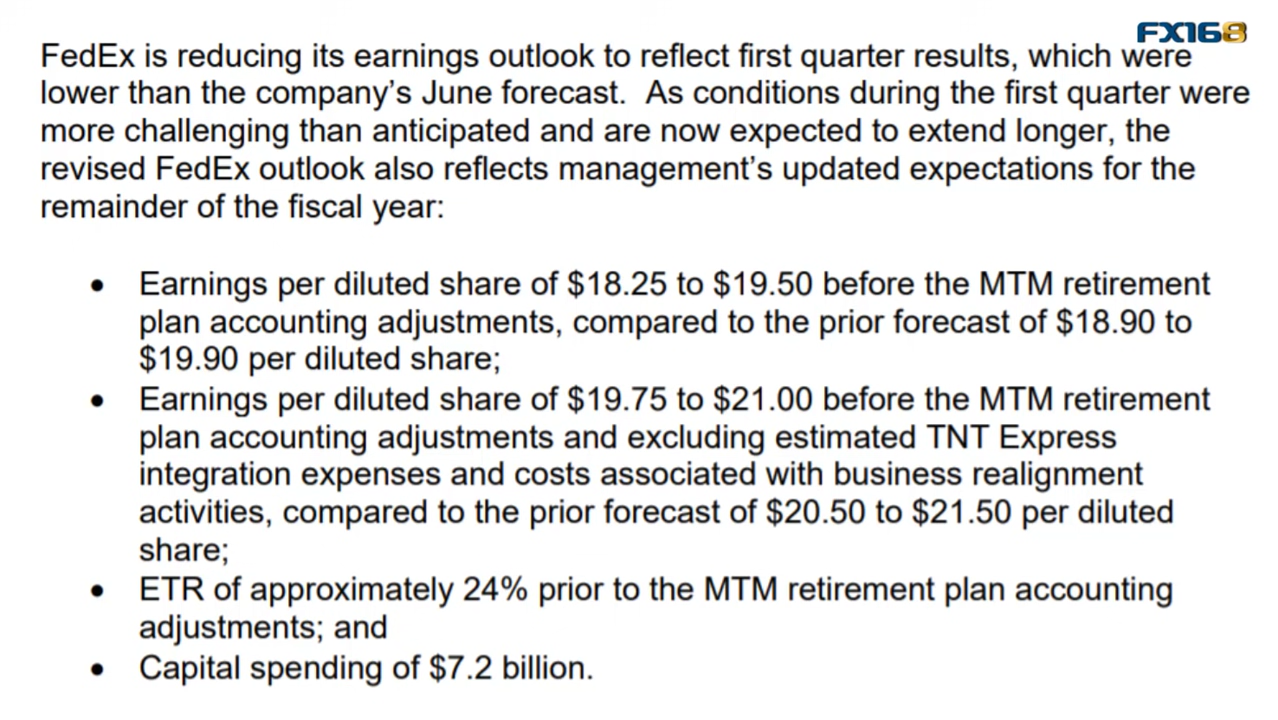 FX168
FedEx is reducing its earnings outlook to reflect first quarter results, which were
lower than the company’s June forecast.  As conditions during the first quarter were
more challenging than anticipated and are now expected to extend longer, the
revised FedEx outlook also reflects management’s updated expectations for the
remainder of the fiscal year:
• Earnings per diluted share of $18.25 to $19.50 before the MTM retirement
plan accounting adjustments, compared to the prior forecast of $18.90 to
$19.90 per diluted share;
• Earnings per diluted share of $19.75 to $21.00 before the MTM retirement
plan accounting adjustments and excluding estimated TNT Express
integration expenses and costs associated with business realignment
activities, compared to the prior forecast of $20.50 to $21.50 per diluted
share;
• ETR of approximately 24% prior to the MTM retirement plan accounting
adjustments; and
• Capital spending of $7.2 billion.